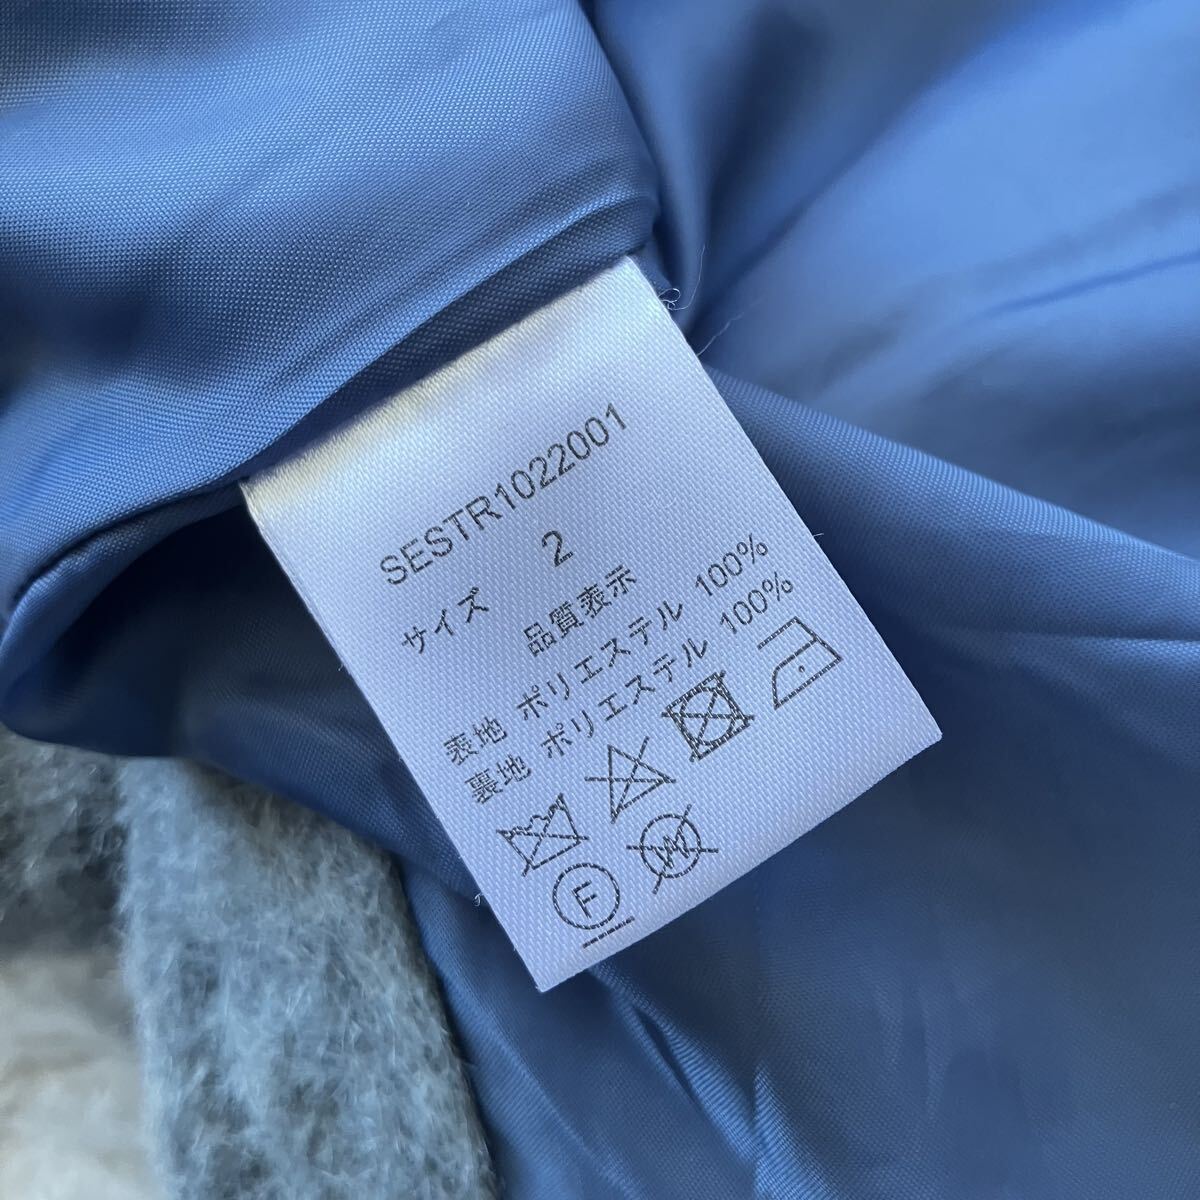 SESTR1022001
サイズ 2
品質表示
表地 ポリエステル 100%
裏地 ポリエステル 100%
W
F